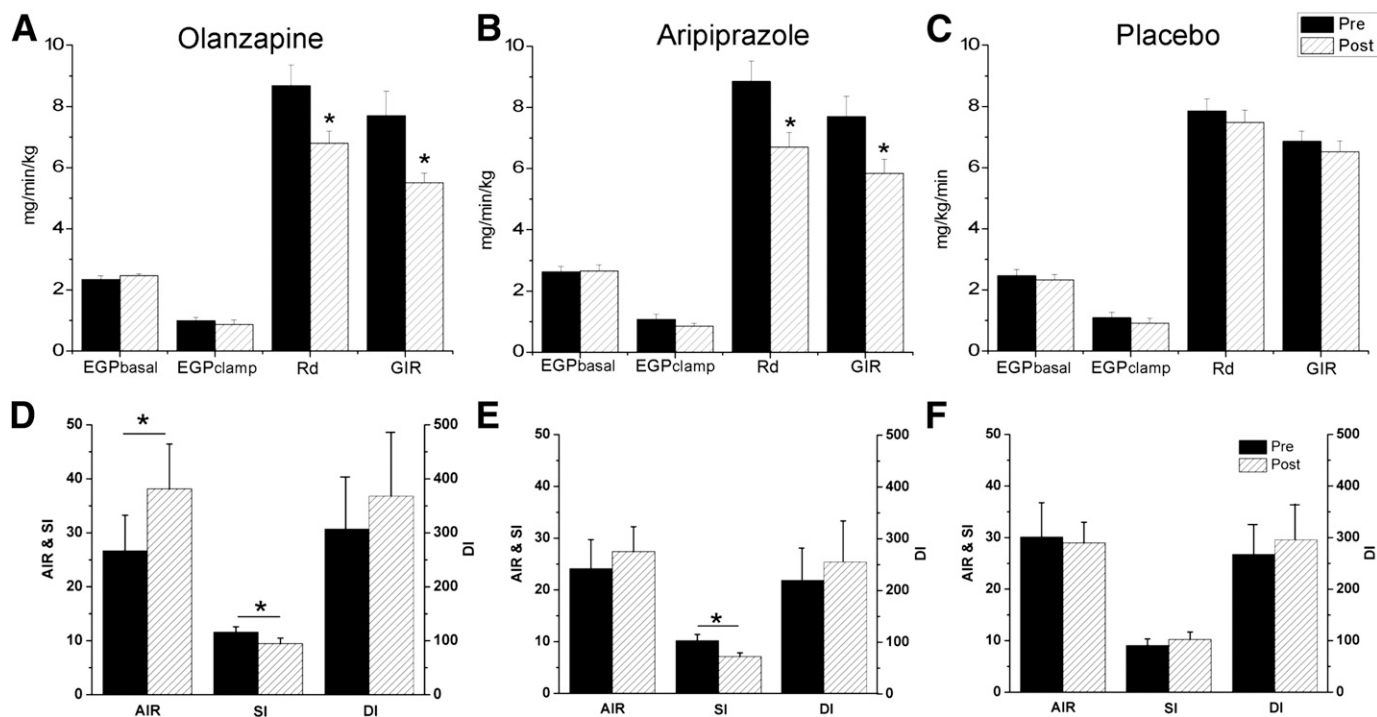 A
Olanzapine
10
8
6
4
2
0
mg/min/kg
*
*
EGPbasal
EGPclamp
Rd
GIR
B
Aripiprazole
10
8
6
4
2
0
mg/min/kg
*
*
EGPbasal
EGPclamp
Rd
GIR
C
Placebo
Pre
Post
10
8
6
4
2
0
mg/kg/min
EGPbasal
EGPclamp
Rd
GIR
D
50
40
30
20
10
0
AIR & SI
*
*
500
400
300
200
100
0
DI
AIR
SI
DI
E
50
40
30
20
10
0
AIR & SI
*
500
400
300
200
100
0
DI
AIR
SI
DI
F
50
40
30
20
10
0
AIR & SI
Pre
Post
500
400
300
200
100
0
DI
AIR
SI
DI